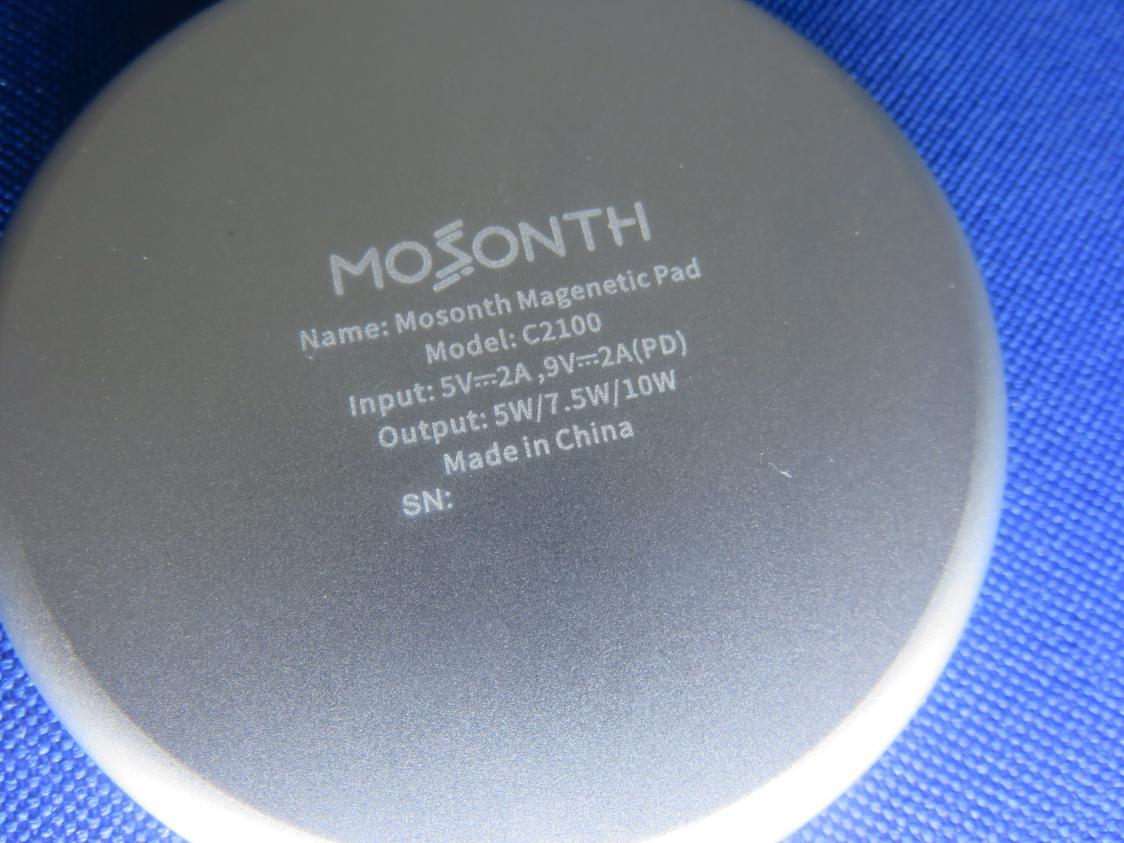 MOSONTH
Name: Mosonth Magenetic Pad
Model: C2100
Input: 5V⎓2A ,9V⎓2A(PD)
Output: 5W/7.5W/10W
Made in China
SN: